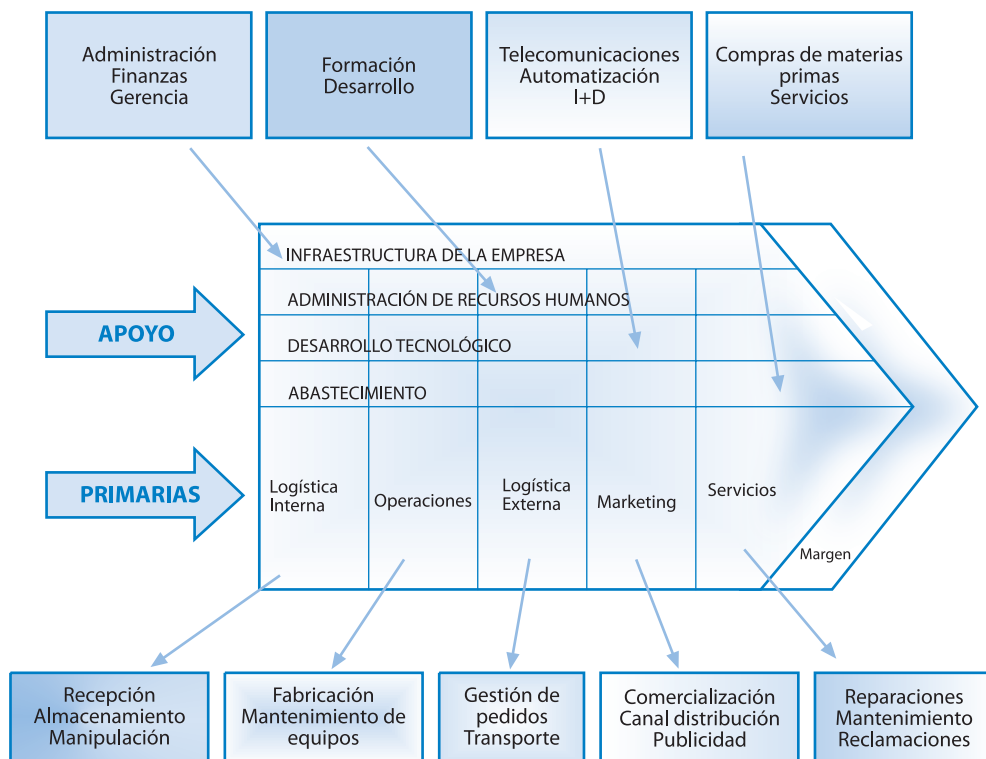 Administración
Finanzas
Gerencia
Formación
Desarrollo
Telecomunicaciones
Automatización
I+D
Compras de materias
primas
Servicios
INFRAESTRUCTURA DE LA EMPRESA
ADMINISTRACIÓN DE RECURSOS HUMANOS
APOYO
DESARROLLO TECNOLÓGICO
ABASTECIMIENTO
PRIMARIAS
Logística
Interna
Operaciones
Logística
Externa
Marketing
Servicios
Margen
Recepción
Almacenamiento
Manipulación
Fabricación
Mantenimiento de
equipos
Gestión de
pedidos
Transporte
Comercialización
Canal distribución
Publicidad
Reparaciones
Mantenimiento
Reclamaciones